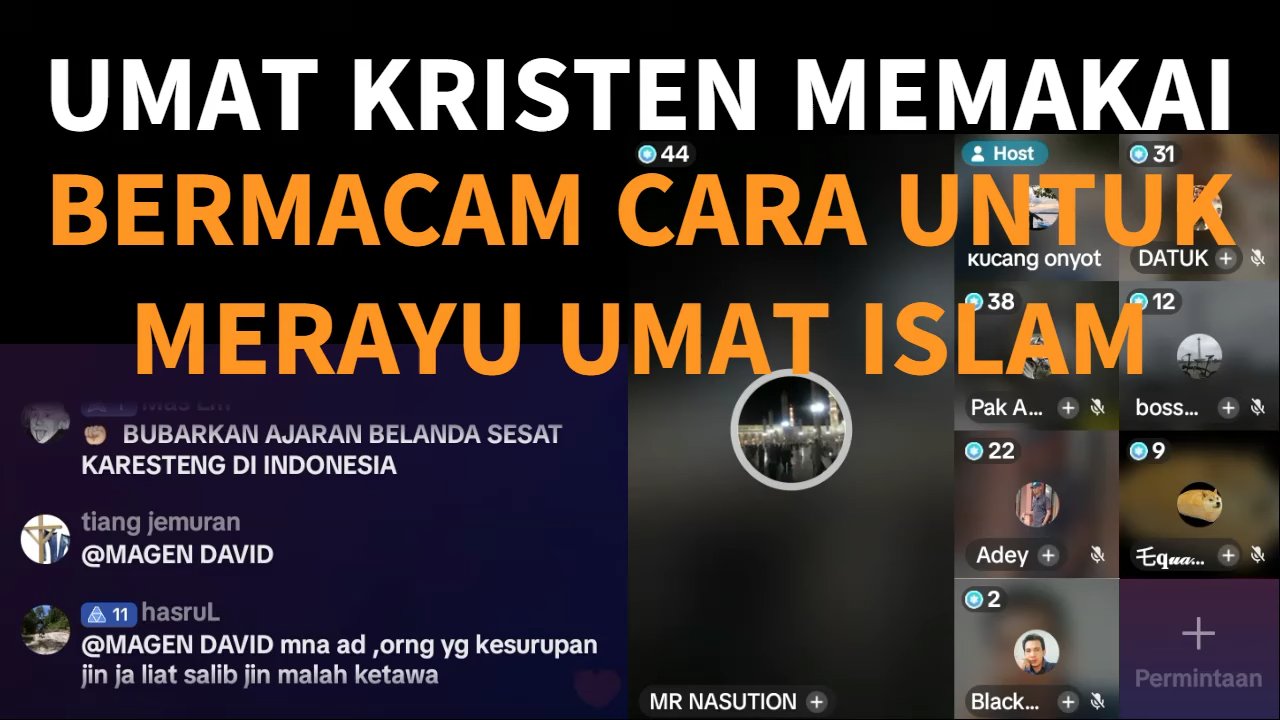 UMAT KRISTEN MEMAKAI
BERMACAM CARA UNTUK
MERAYU UMAT ISLAM
BUBARKAN AJARAN BELANDA SESAT
KARESTENG DI INDONESIA
tiang jemuran
@MAGEN DAVID
11 hasruL
@MAGEN DAVID mna ad ,orng yg kesurupan
jin ja liat salib jin malah ketawa
44
MR NASUTION
Host
kucang onyot
31
DATUK
38
Pak A...
12
boss...
22
Adey
9
Equa...
2
Black...
Permintaan